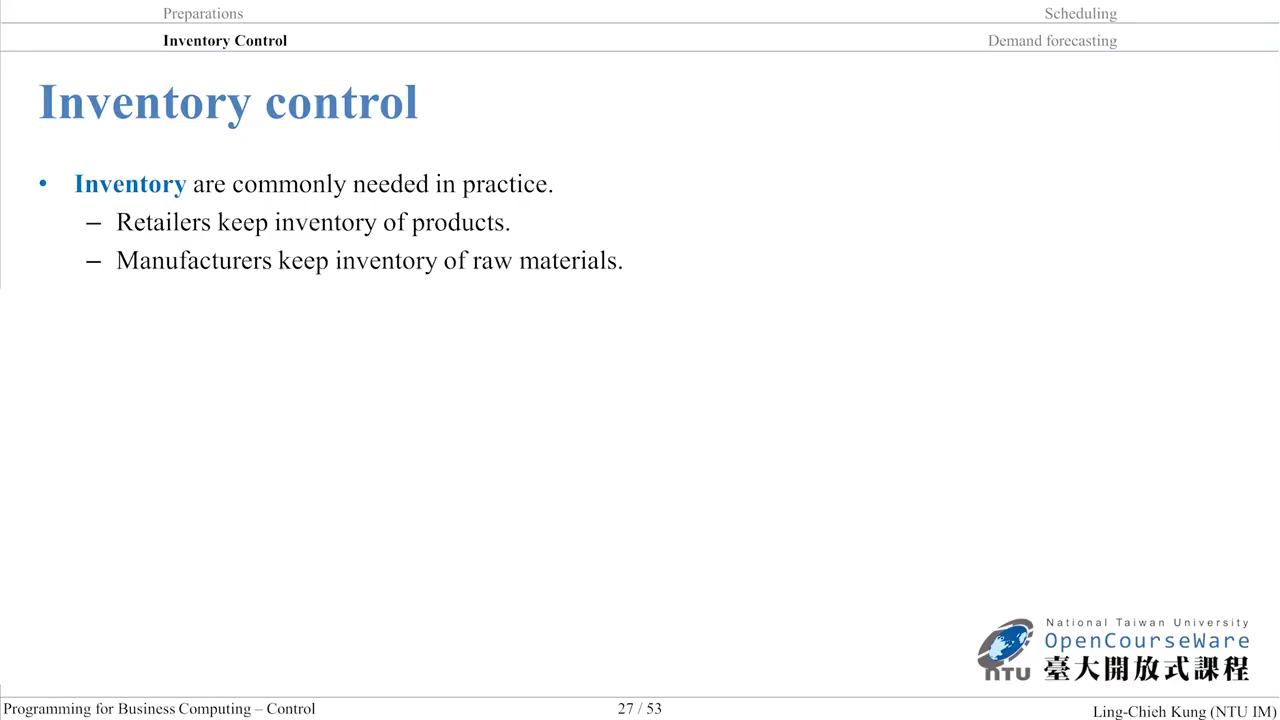 Preparations
Scheduling
Inventory Control
Demand forecasting
Inventory control
• Inventory are commonly needed in practice.
– Retailers keep inventory of products.
– Manufacturers keep inventory of raw materials.
National Taiwan University
OpenCourseWare
臺大開放式課程
NTU
Programming for Business Computing – Control
27 / 53
Ling-Chieh Kung (NTU IM)